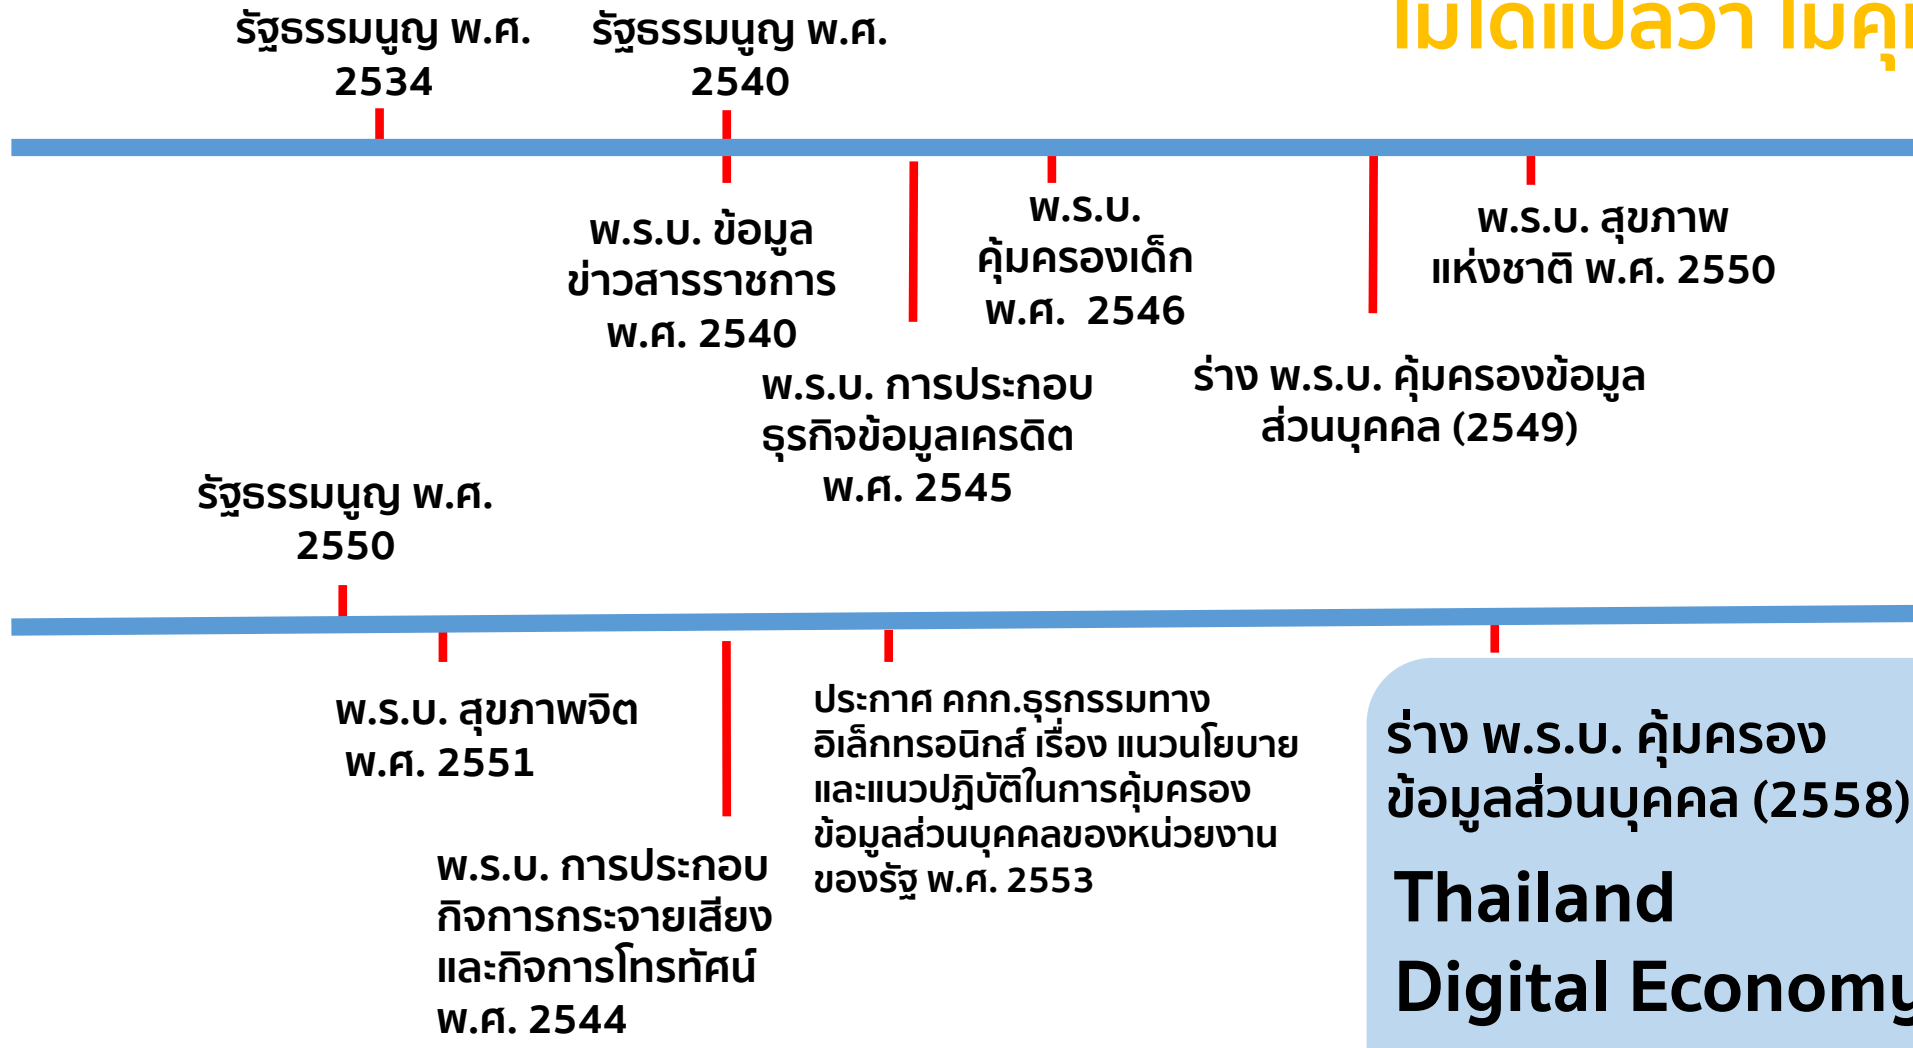 ไม่ได้แปลว่า
รัฐธรรมนูญ พ.ศ.
2534
รัฐธรรมนูญ พ.ศ.
2540
พ.ร.บ. ข้อมูล
ข่าวสารราชการ
พ.ศ. 2540
พ.ร.บ. การประกอบ
ธุรกิจข้อมูลเครดิต
พ.ศ. 2545
พ.ร.บ.
คุ้มครองเด็ก
พ.ศ. 2546
ร่าง พ.ร.บ. คุ้มครองข้อมูล
ส่วนบุคคล (2549)
พ.ร.บ. สุขภาพ
แห่งชาติ พ.ศ. 2550
รัฐธรรมนูญ พ.ศ.
2550
พ.ร.บ. สุขภาพจิต
พ.ศ. 2551
พ.ร.บ. การประกอบ
กิจการกระจายเสียง
และกิจการโทรทัศน์
พ.ศ. 2544
ประกาศ คกก.ธุรกรรมทาง
อิเล็กทรอนิกส์ เรื่อง แนวนโยบาย
และแนวปฏิบัติในการคุ้มครอง
ข้อมูลส่วนบุคคลของหน่วยงาน
ของรัฐ พ.ศ. 2553
ร่าง พ.ร.บ. คุ้มครอง
ข้อมูลส่วนบุคคล (2558)
Thailand
Digital Economy